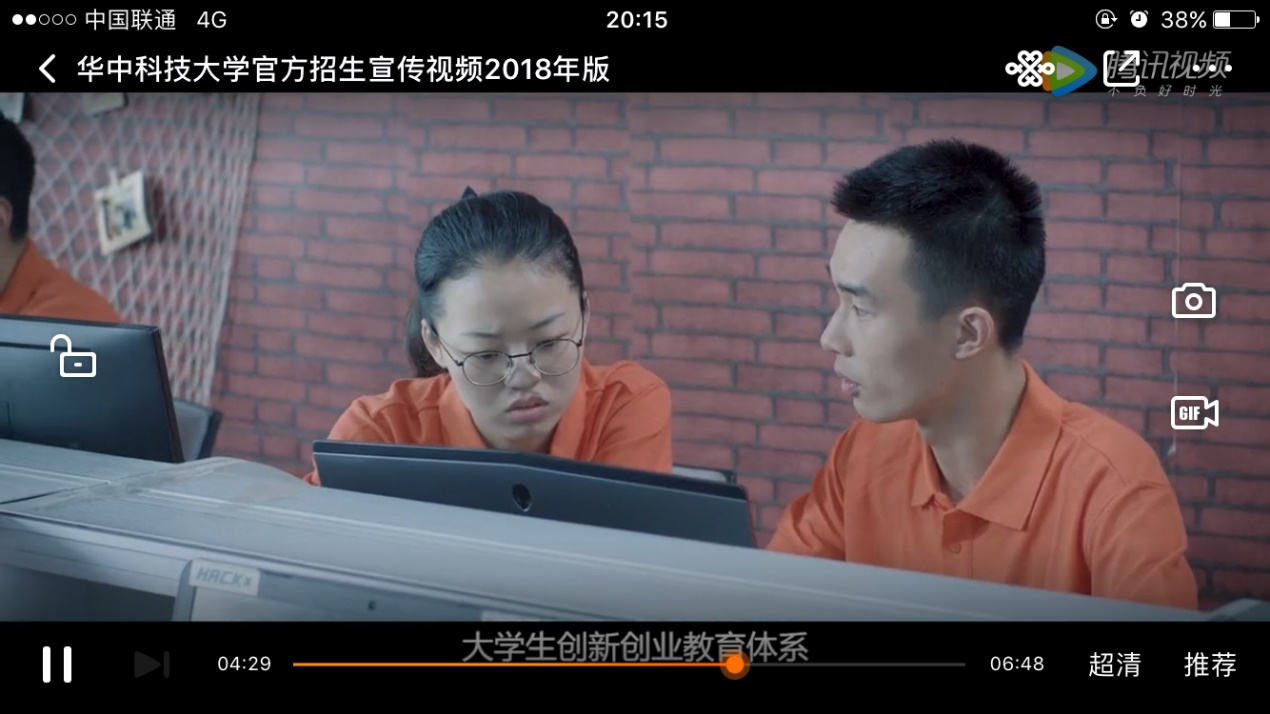 中国联通 4G 20:15 38%
华中科技大学官方招生宣传视频2018年版
腾讯视频
不负好时光
GIF
HACKx
大学生创新创业教育体系
04:29 06:48 超清 推荐